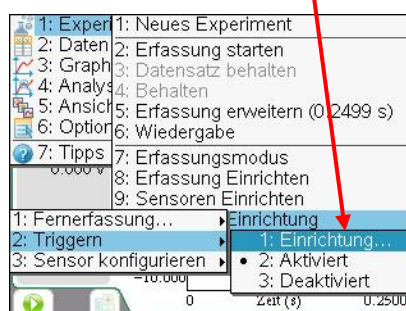 1: Experi
2: Daten
3: Graph
4: Analys
5: Ansich
6: Option
7: Tipps
0.000 V
1: Neues Experiment
2: Erfassung starten
3: Datensatz behalten
4: Behalten
5: Erfassung erweitern (0.2499 s)
6: Wiedergabe
7: Erfassungsmodus
8: Erfassung Einrichten
9: Sensoren Einrichten
Einrichtung
1: Fernerfassung...
2: Triggern
3: Sensor konfigurieren
1: Einrichtung...
2: Aktiviert
3: Deaktiviert
-10.000
0
Zeit (s)
0.2500